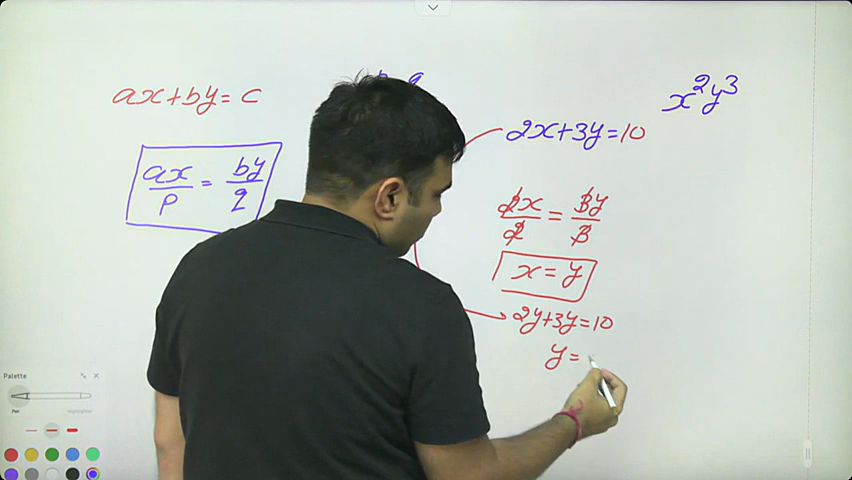 ax+by=c
ax/p = by/q
2x+3y=10
2x/2 = 3y/3
x=y
2y+3y=10
y=
x²y³
Palette
Pen
Highlighter